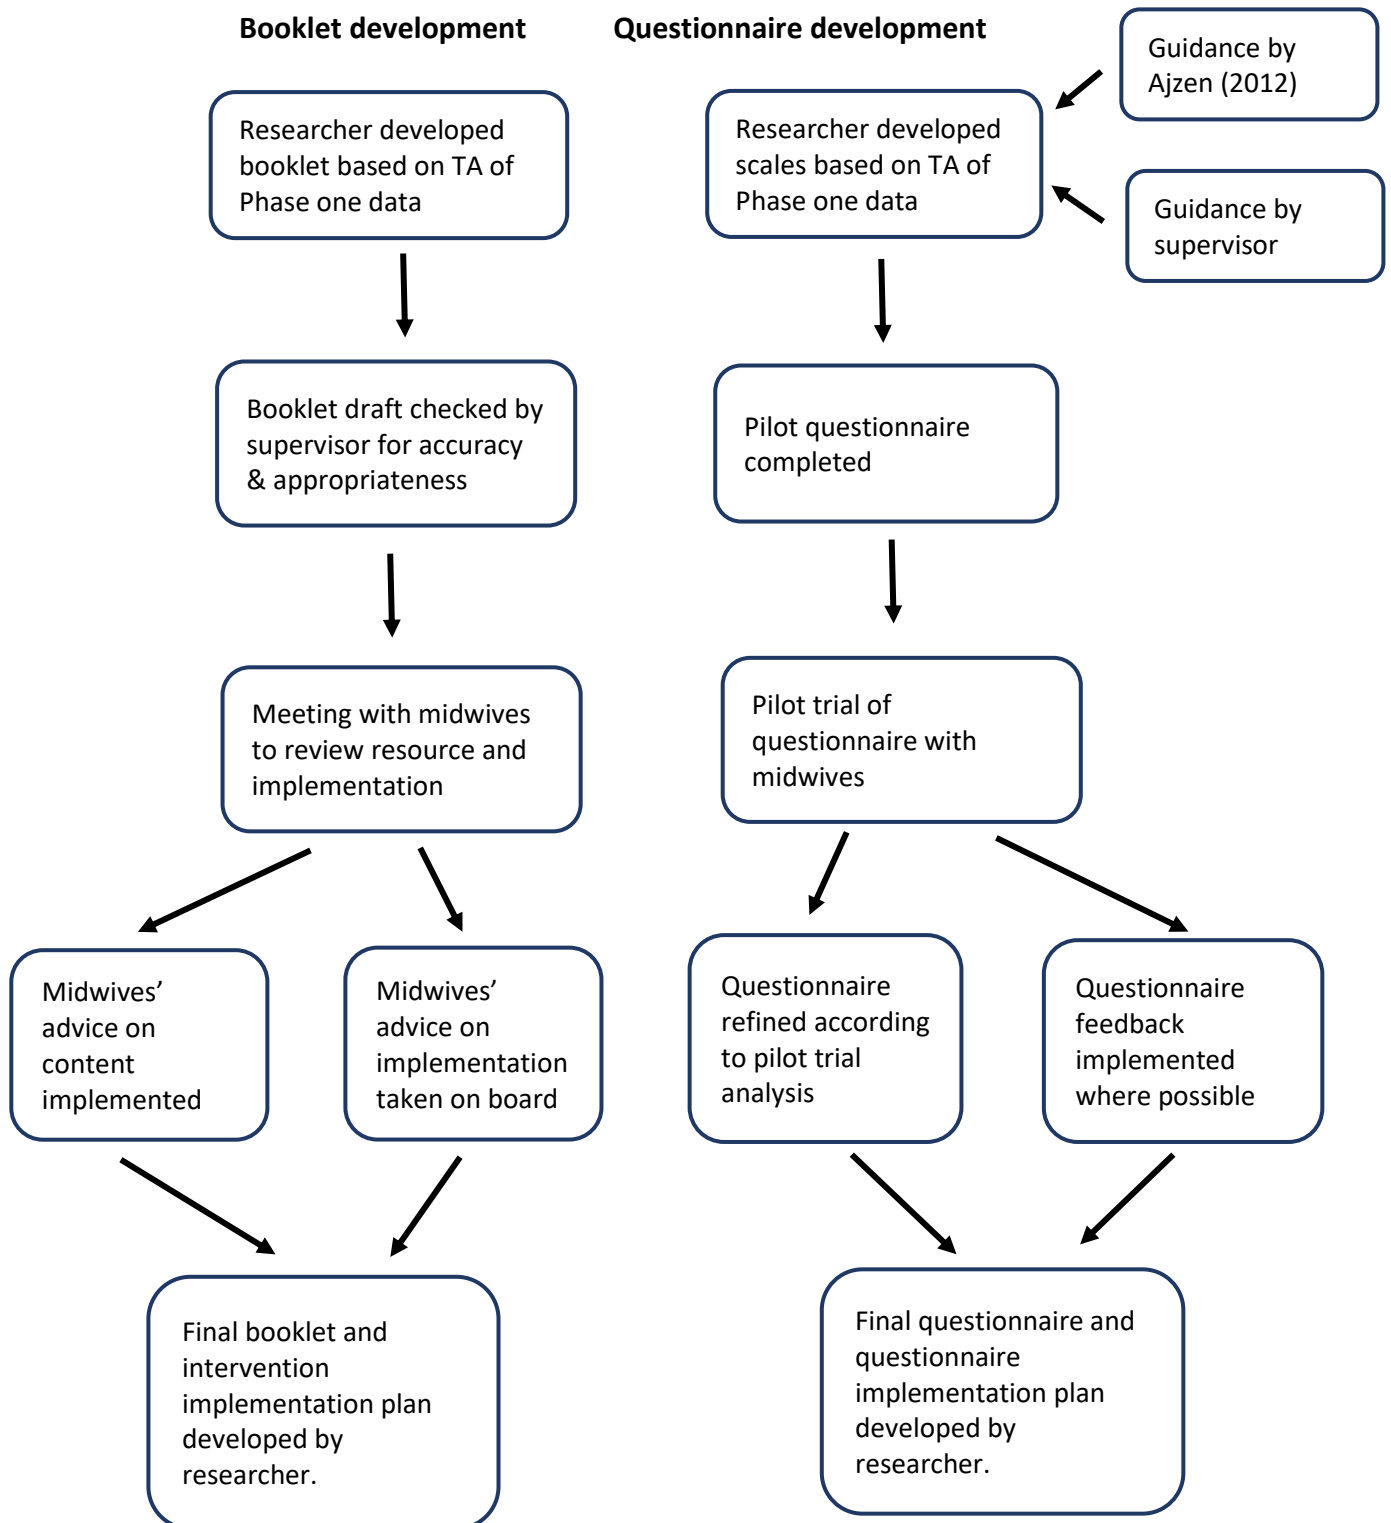 Booklet development
Questionnaire development
Guidance by
Ajzen (2012)
Researcher developed
booklet based on TA of
Phase one data
Researcher developed
scales based on TA of
Phase one data
Guidance by
supervisor
Booklet draft checked by
supervisor for accuracy
& appropriateness
Pilot questionnaire
completed
Meeting with midwives
to review resource and
implementation
Pilot trial of
questionnaire with
midwives
Midwives’
advice on
content
implemented
Midwives’
advice on
implementation
taken on board
Questionnaire
refined according
to pilot trial
analysis
Questionnaire
feedback
implemented
where possible
Final booklet and
intervention
implementation plan
developed by
researcher.
Final questionnaire and
questionnaire
implementation plan
developed by
researcher.